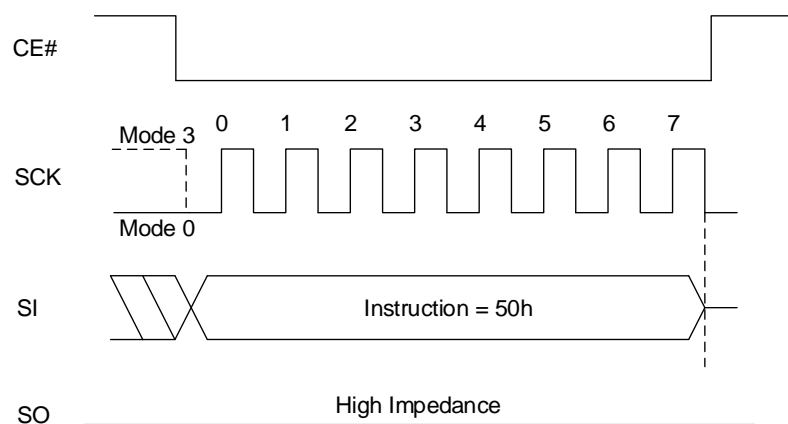 CE#
0 1 2 3 4 5 6 7
Mode 3
SCK
Mode 0
SI
Instruction = 50h
High Impedance
SO